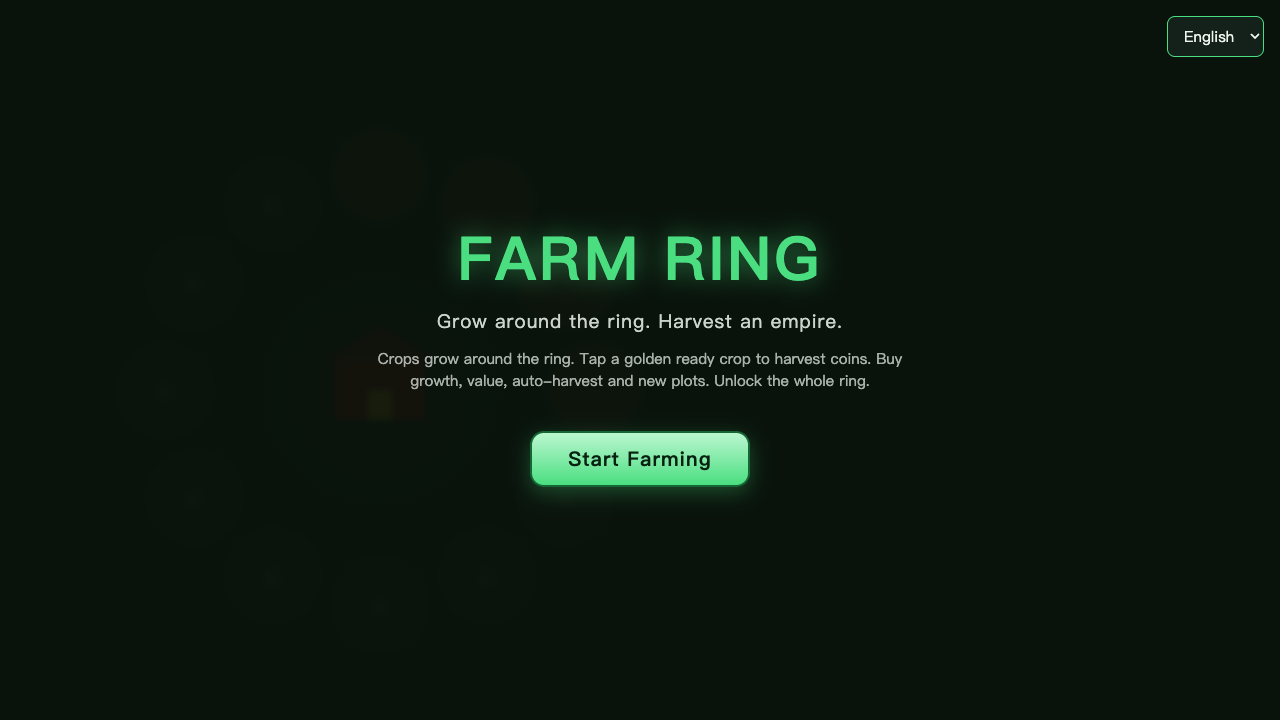 English
FARM RING
Grow around the ring. Harvest an empire.
Crops grow around the ring. Tap a golden ready crop to harvest coins. Buy
growth, value, auto-harvest and new plots. Unlock the whole ring.
Start Farming